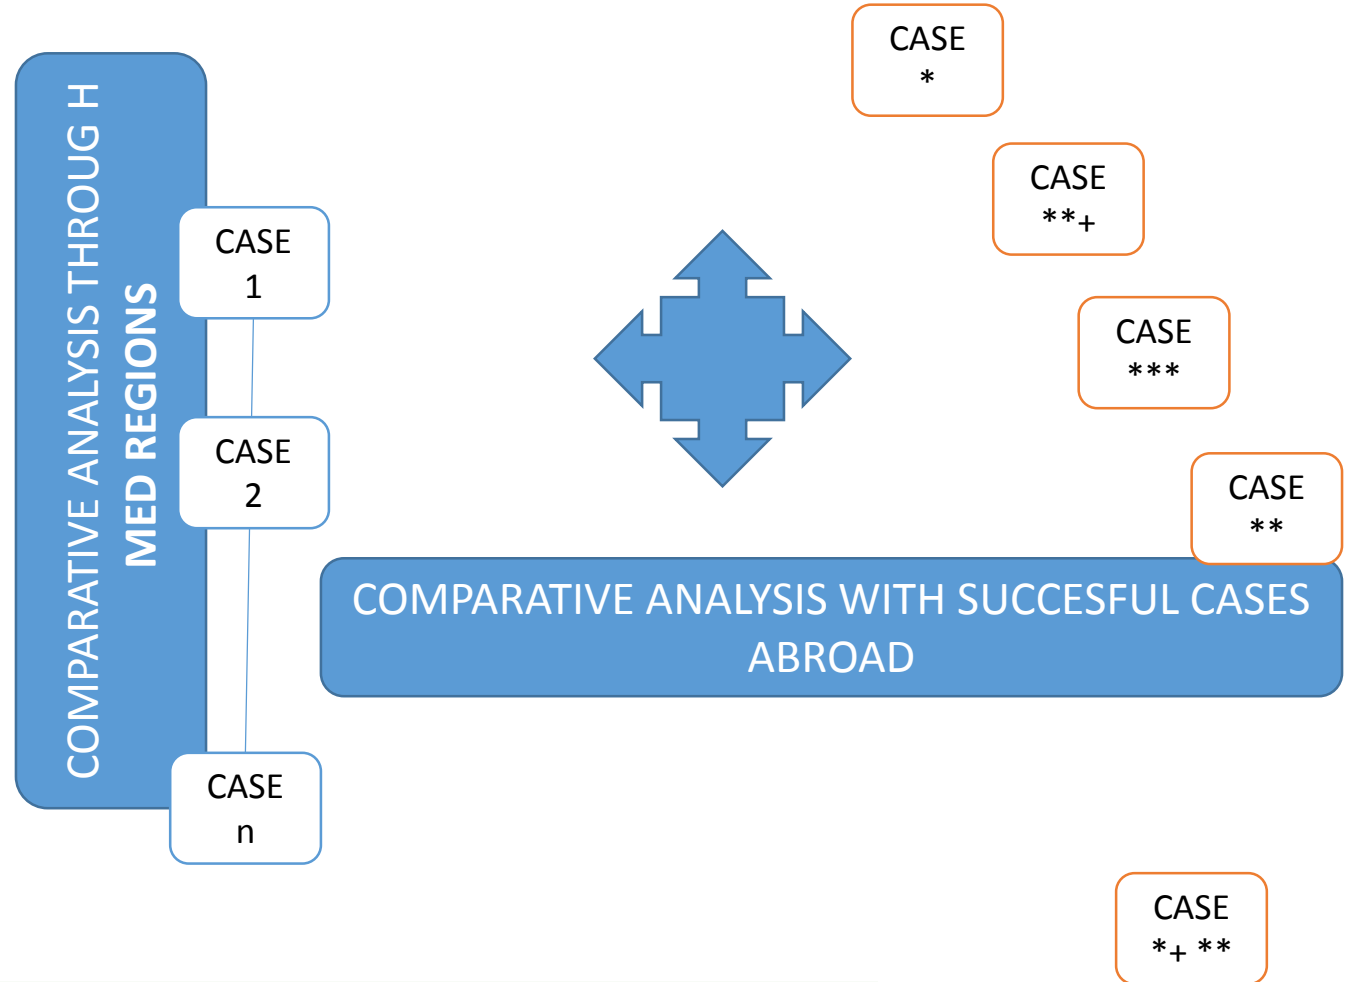 COMPARATIVE ANALYSIS THROUG H
MED REGIONS
CASE
1
CASE
2
CASE
n
CASE
*
CASE
**+
CASE
***
CASE
**
COMPARATIVE ANALYSIS WITH SUCCESFUL CASES
ABROAD
CASE
*+ **